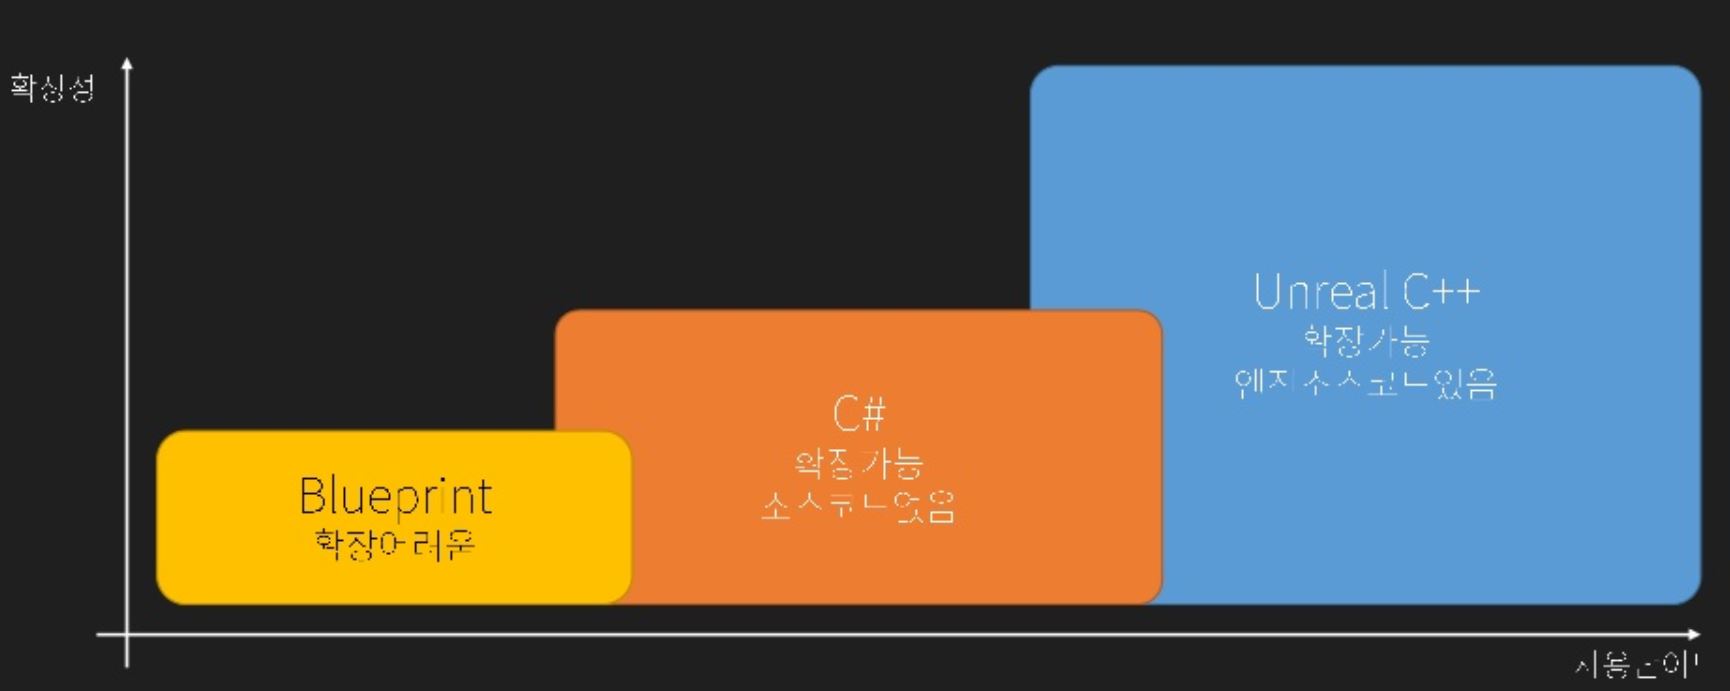 확장성
Unreal C++
확장가능
엔진소스코드있음
C#
확장가능
소스코드없음
Blueprint
확장어려움
사용난이도